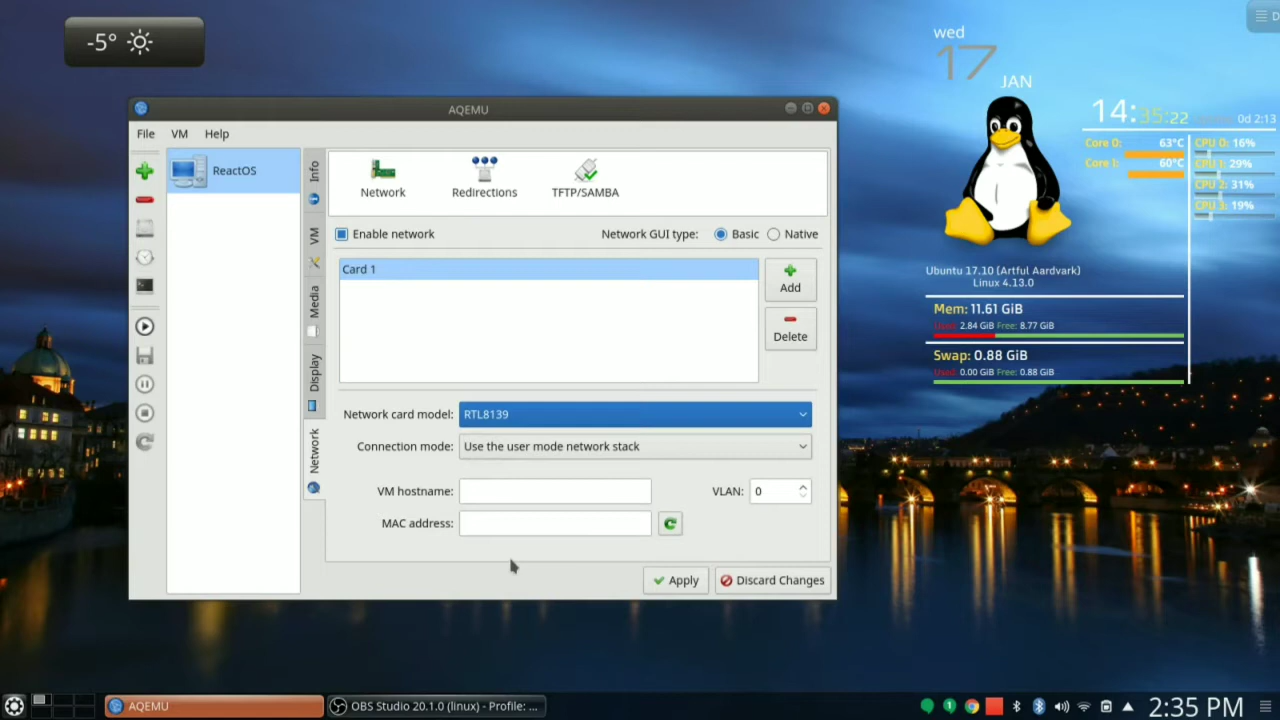 -5°
D
wed
17
JAN
14:35:22
0d 2:13
Core 0: 63°C
Core 1: 60°C
CPU 0: 16%
CPU 1: 29%
CPU 2: 31%
CPU 3: 19%
Ubuntu 17.10 (Artful Aardvark)
Linux 4.13.0
Mem: 11.61 GiB
Used: 2.84 GiB Free: 8.77 GiB
Swap: 0.88 GiB
Used: 0.00 GiB Free: 0.88 GiB
AQEMU
File VM Help
ReactOS
Info
VM
Media
Display
Network
Network Redirections TFTP/SAMBA
Enable network Network GUI type: Basic Native
Card 1
Add
Delete
Network card model: RTL8139
Connection mode: Use the user mode network stack
VM hostname: VLAN: 0
MAC address:
Apply Discard Changes
AQEMU OBS Studio 20.1.0 (linux) - Profile: ... 1 2:35 PM